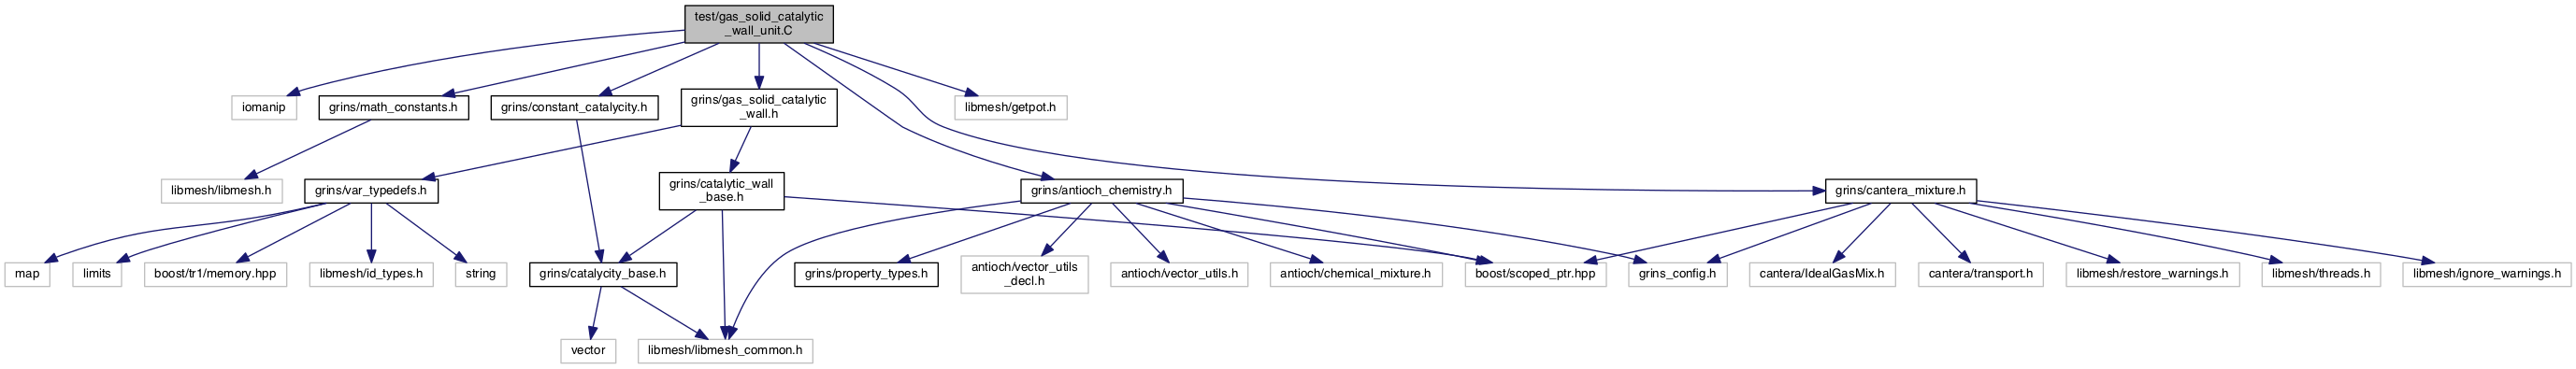 test/gas_solid_catalytic
_wall_unit.C
iomanip
grins/math_constants.h
grins/constant_catalycity.h
grins/gas_solid_catalytic
_wall.h
libmesh/getpot.h
libmesh/libmesh.h
grins/var_typedefs.h
grins/catalytic_wall
_base.h
grins/antioch_chemistry.h
grins/cantera_mixture.h
map
limits
boost/tr1/memory.hpp
libmesh/id_types.h
string
grins/catalycity_base.h
grins/property_types.h
antioch/vector_utils
_decl.h
antioch/vector_utils.h
antioch/chemical_mixture.h
boost/scoped_ptr.hpp
grins_config.h
cantera/IdealGasMix.h
cantera/transport.h
libmesh/restore_warnings.h
libmesh/threads.h
libmesh/ignore_warnings.h
vector
libmesh/libmesh_common.h